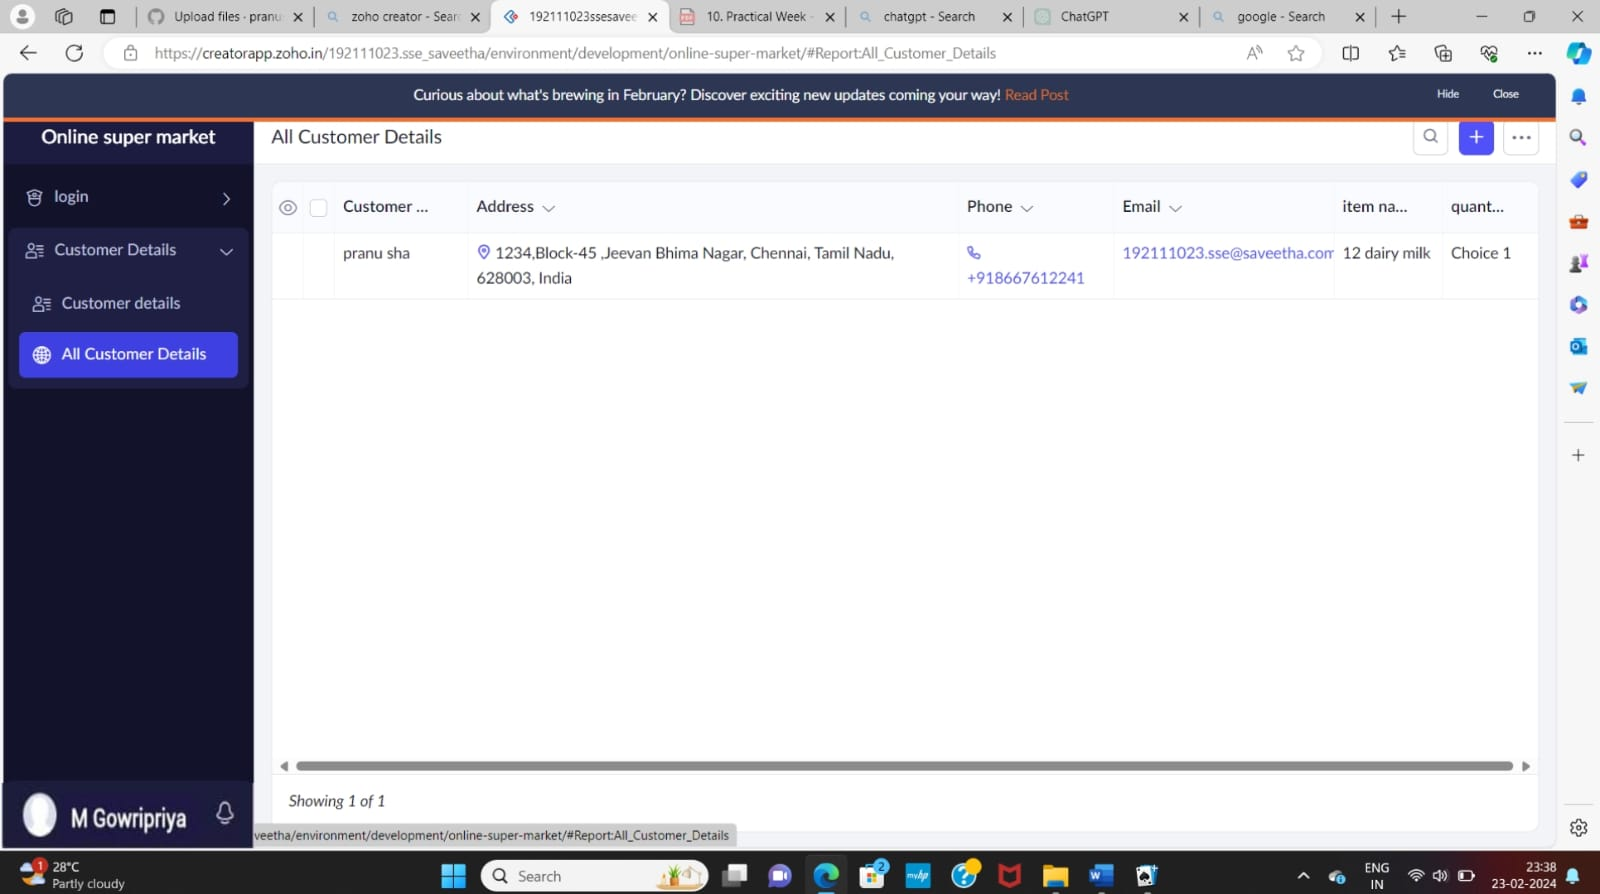 Upload files · pranu
zoho creator - Sear
192111023ssesavee
10. Practical Week -
chatgpt - Search
ChatGPT
google - Search
https://creatorapp.zoho.in/192111023.sse_saveetha/environment/development/online-super-market/#Report:All_Customer_Details
Curious about what's brewing in February? Discover exciting new updates coming your way! Read Post
Hide
Close
Online super market
All Customer Details
login
Customer Details
Customer details
All Customer Details
Customer ...
Address
Phone
Email
item na...
quant...
pranu sha
1234,Block-45 ,Jeevan Bhima Nagar, Chennai, Tamil Nadu,
628003, India
+918667612241
192111023.sse@saveetha.com
12 dairy milk
Choice 1
Showing 1 of 1
M Gowripriya
veetha/environment/development/online-super-market/#Report:All_Customer_Details
1
28°C
Partly cloudy
Search
2
myhp
ENG
IN
23:38
23-02-2024